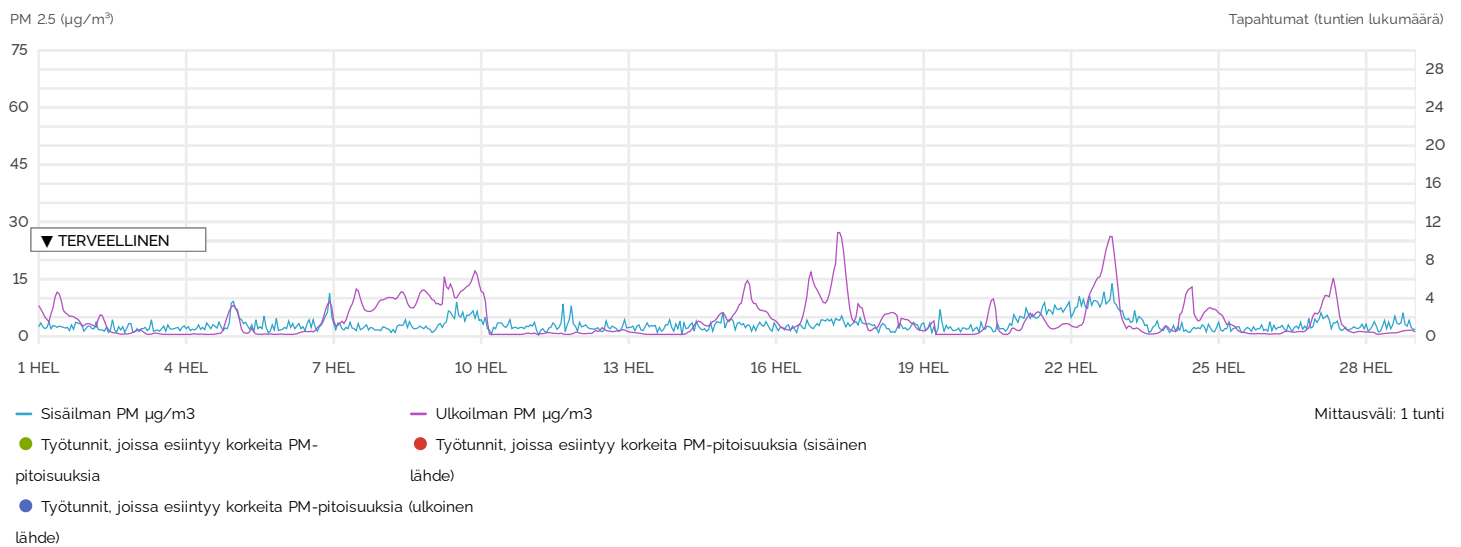 PM 2.5 (µg/m³)
Tapahtumat (tuntien lukumäärä)
75
60
45
30
15
0
28
24
20
16
12
8
4
0
▼ TERVEELLINEN
1 HEL 4 HEL 7 HEL 10 HEL 13 HEL 16 HEL 19 HEL 22 HEL 25 HEL 28 HEL
Sisäilman PM µg/m3
Ulkoilman PM µg/m3
Mittausväli: 1 tunti
Työtunnit, joissa esiintyy korkeita PM-
pitoisuuksia
Työtunnit, joissa esiintyy korkeita PM-pitoisuuksia (sisäinen
lähde)
Työtunnit, joissa esiintyy korkeita PM-pitoisuuksia (ulkoinen
lähde)